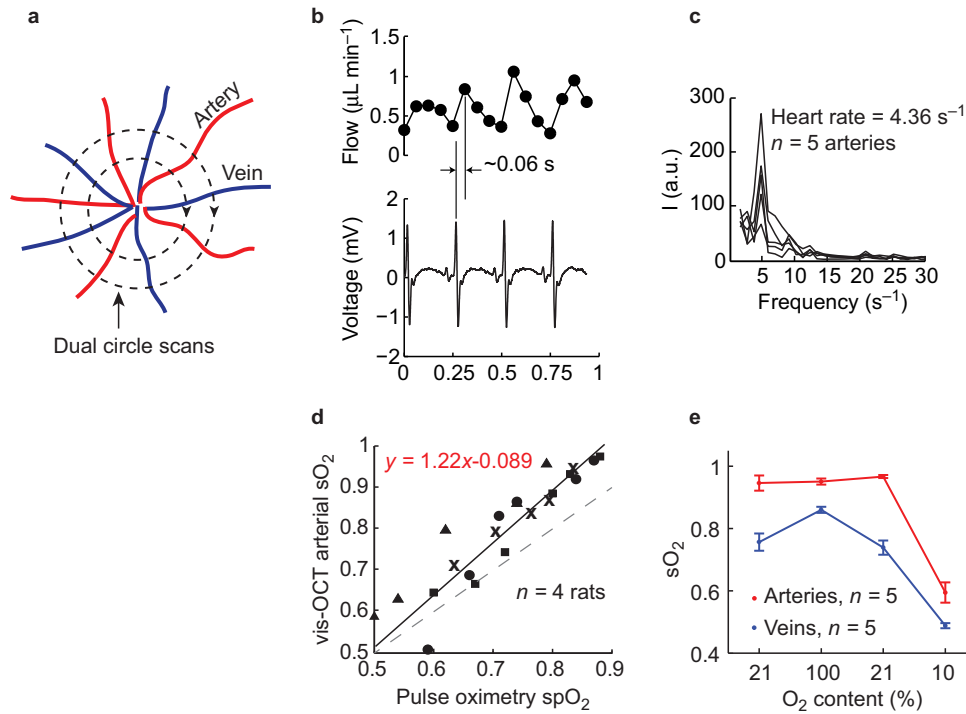 a
Artery
Vein
Dual circle scans
b
Flow (μL min⁻¹)
1.5
1
0.5
0
~0.06 s
Voltage (mV)
2
1
0
−1
−2
0
0.25
0.5
0.75
1
c
I (a.u.)
300
200
100
0
Heart rate = 4.36 s⁻¹
n = 5 arteries
5
10
15
20
25
30
Frequency (s⁻¹)
d
vis-OCT arterial sO₂
1
0.9
0.8
0.7
0.6
0.5
y = 1.22x-0.089
n = 4 rats
0.5
0.6
0.7
0.8
0.9
Pulse oximetry spO₂
e
sO₂
1
0.8
0.6
0.4
Arteries, n = 5
Veins, n = 5
21
100
21
10
O₂ content (%)